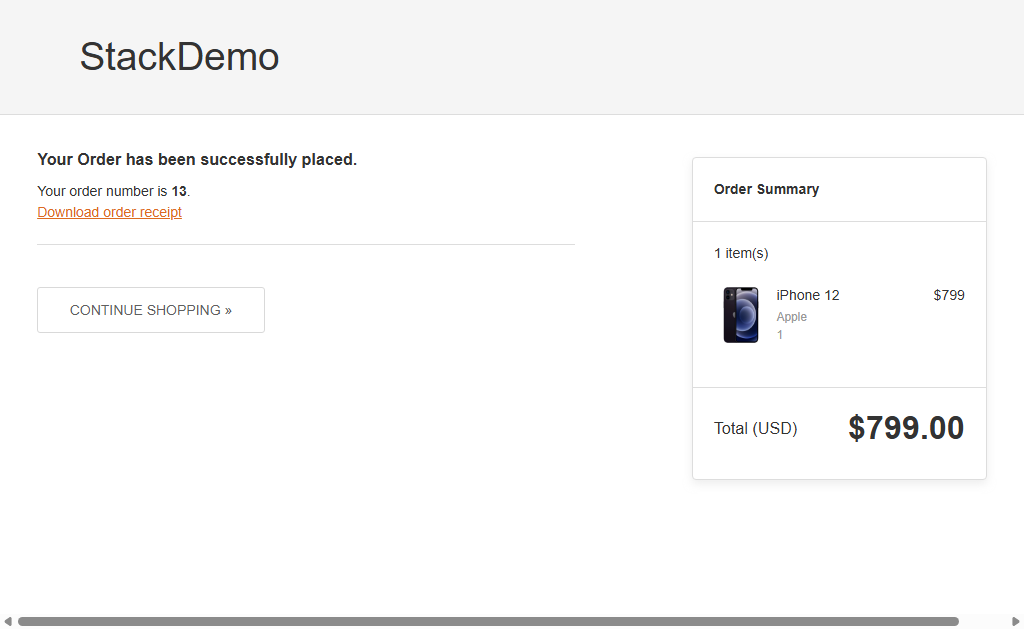 StackDemo
Your Order has been successfully placed.
Your order number is 13.
Download order receipt
CONTINUE SHOPPING »
Order Summary
1 item(s)
iPhone 12 $799
Apple
1
Total (USD) $799.00